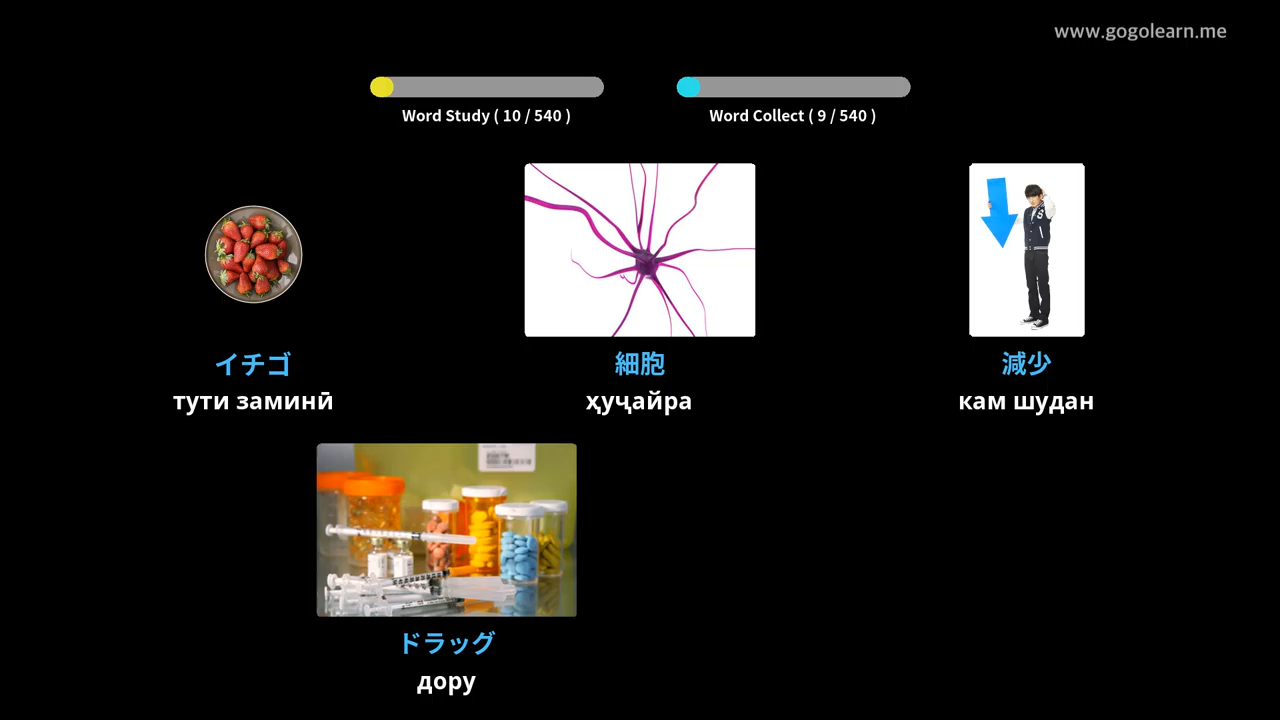 www.gogolearn.me
Word Study ( 10 / 540 )
Word Collect ( 9 / 540 )
イチゴ
тути заминӣ
細胞
ҳуҷайра
減少
кам шудан
ドラッグ
дору